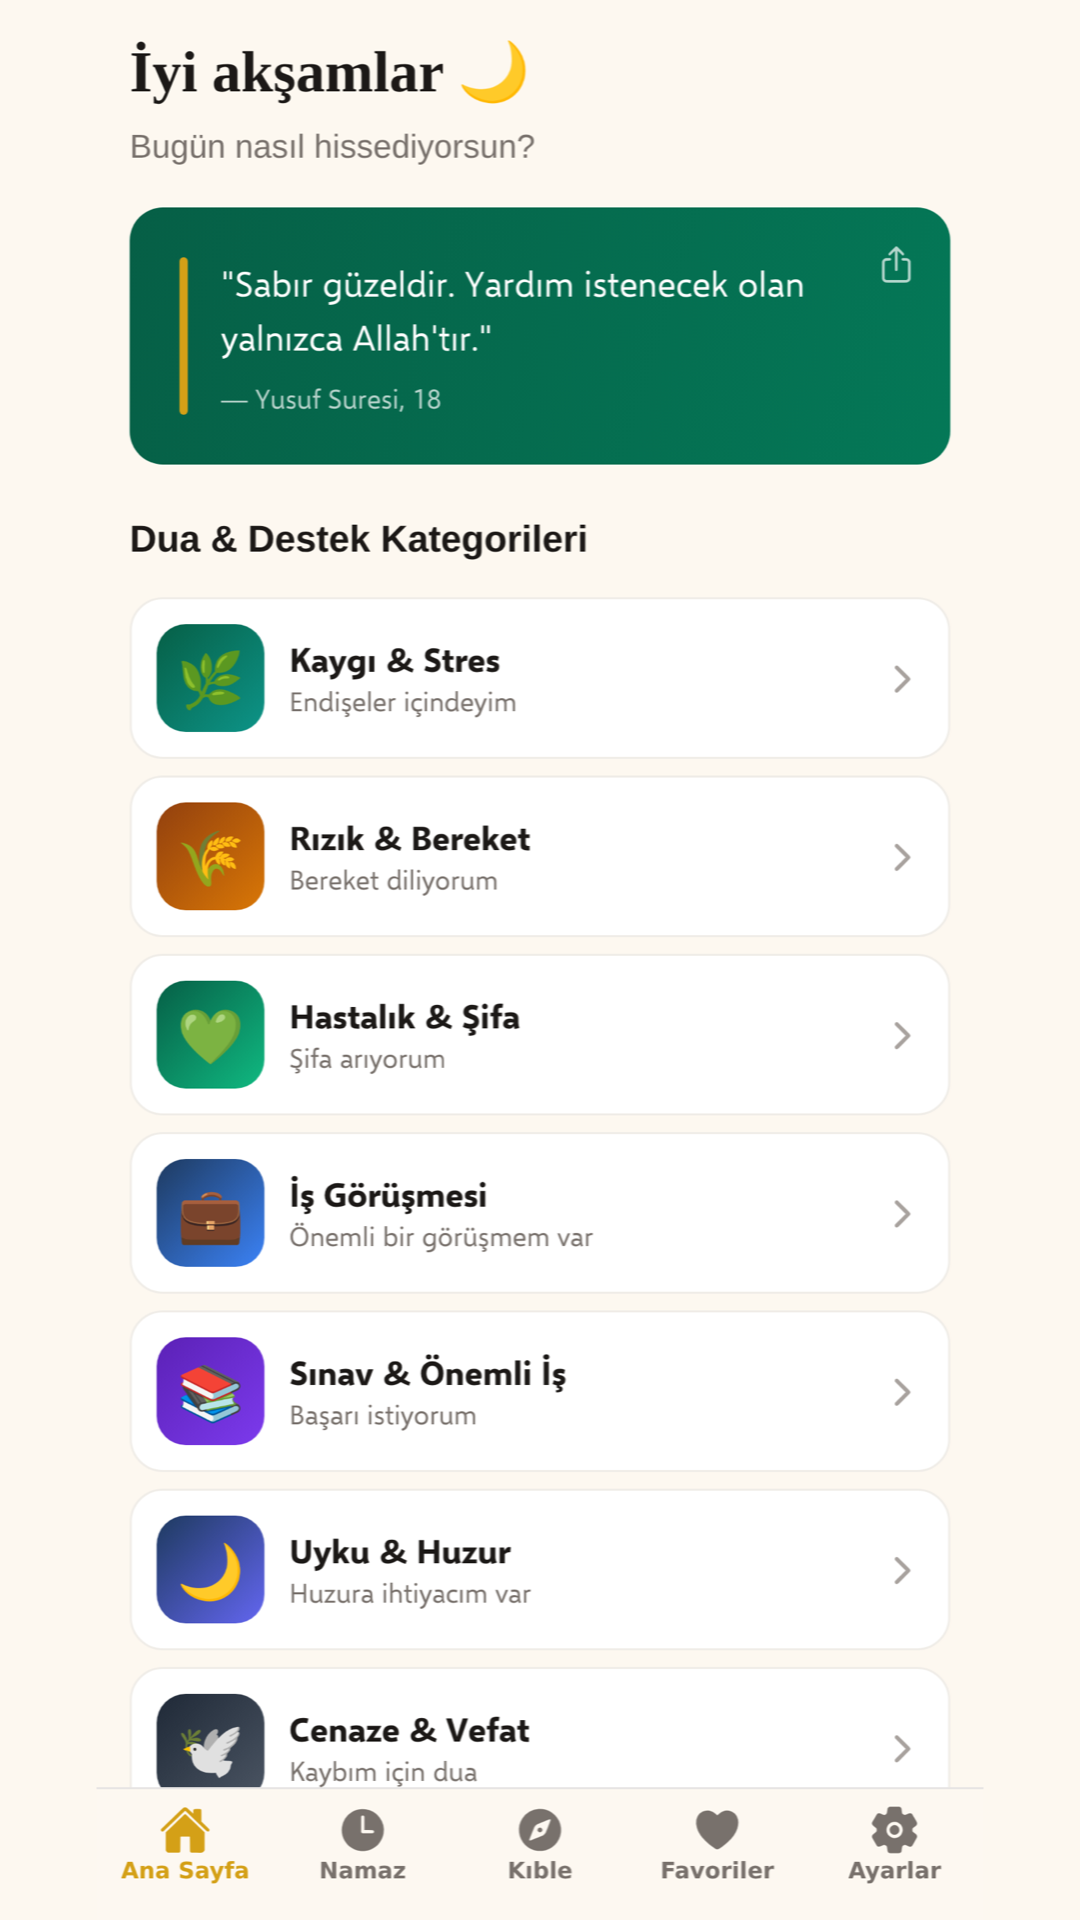 İyi akşamlar 🌙
Bugün nasıl hissediyorsun?
"Sabır güzeldir. Yardım istenecek olan
yalnızca Allah'tır."
— Yusuf Suresi, 18
Dua & Destek Kategorileri
Kaygı & Stres
Endişeler içindeyim
Rızık & Bereket
Bereket diliyorum
Hastalık & Şifa
Şifa arıyorum
İş Görüşmesi
Önemli bir görüşmem var
Sınav & Önemli İş
Başarı istiyorum
Uyku & Huzur
Huzura ihtiyacım var
Cenaze & Vefat
Kaybım için dua
Ana Sayfa
Namaz
Kıble
Favoriler
Ayarlar